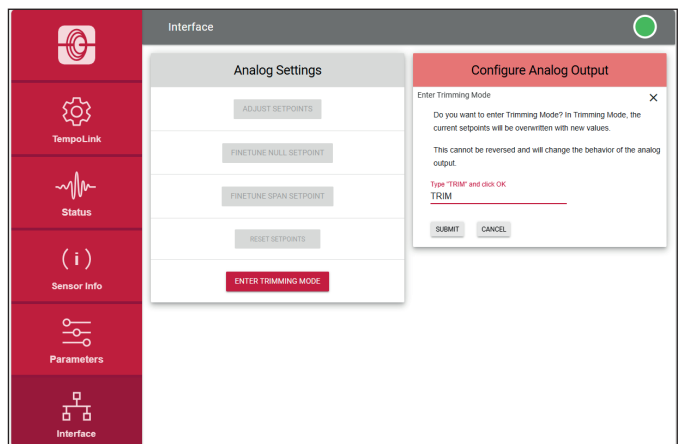 Interface
TempoLink
Status
(i)
Sensor Info
Parameters
Interface
Analog Settings
ADJUST SETPOINTS
FINETUNE NULL SETPOINT
FINETUNE SPAN SETPOINT
RESET SETPOINTS
ENTER TRIMMING MODE
Configure Analog Output
Enter Trimming Mode
Do you want to enter Trimming Mode? In Trimming Mode, the
current setpoints will be overwritten with new values.
This cannot be reversed and will change the behavior of the analog
output.
Type "TRIM" and click OK
TRIM
SUBMIT CANCEL